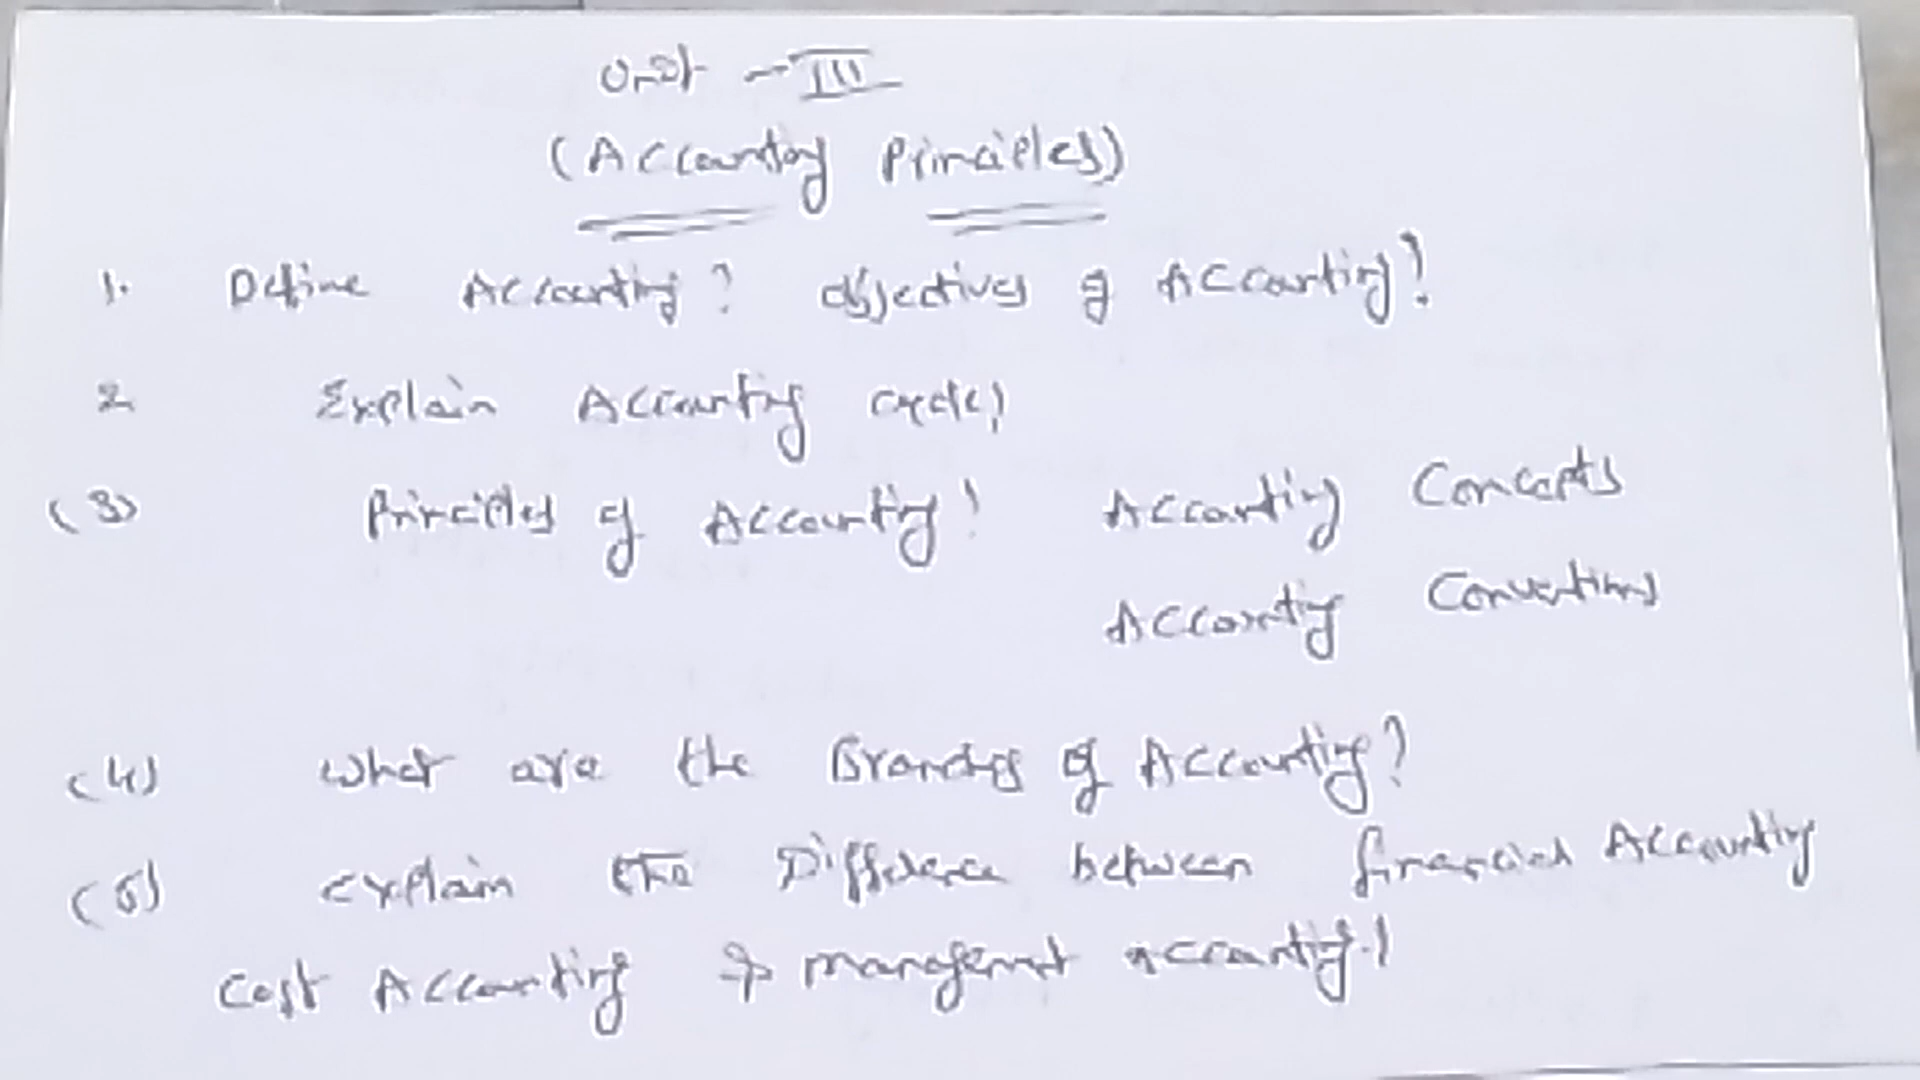 Unit - III
(Accounting Principles)
1. Define Accounting? Objectives of Accounting!
2 Explain Accounting cycle!
(3) Principles of Accounting! Accounting Concepts
Accounting Conventions
(4) What are the Branches of Accounting?
(5) explain the Difference between financial Accounting
Cost Accounting & management accounting!